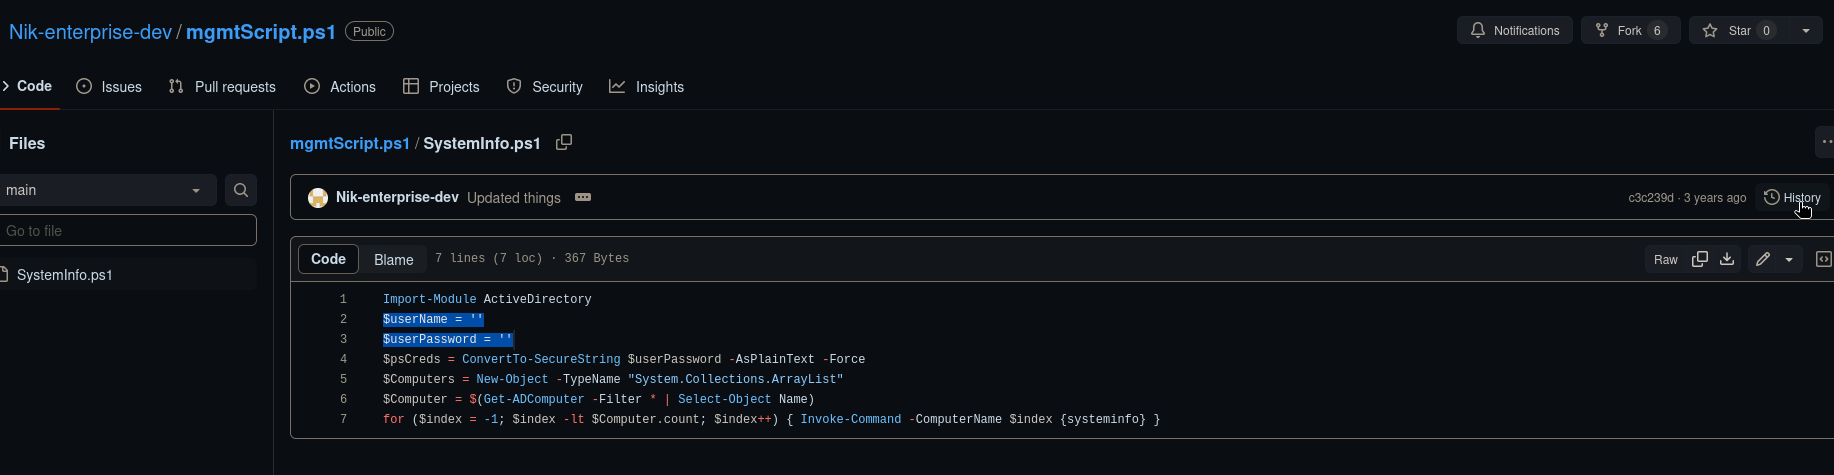 Nik-enterprise-dev / mgmtScript.ps1 Public
Notifications Fork 6 Star 0
Code Issues Pull requests Actions Projects Security Insights
Files
main
Go to file
SystemInfo.ps1
mgmtScript.ps1 / SystemInfo.ps1
Nik-enterprise-dev Updated things
c3c239d · 3 years ago History
Code Blame 7 lines (7 loc) · 367 Bytes
Raw
1 Import-Module ActiveDirectory
2 $userName = ''
3 $userPassword = ''
4 $psCreds = ConvertTo-SecureString $userPassword -AsPlainText -Force
5 $Computers = New-Object -TypeName "System.Collections.ArrayList"
6 $Computer = $(Get-ADComputer -Filter * | Select-Object Name)
7 for ($index = -1; $index -lt $Computer.count; $index++) { Invoke-Command -ComputerName $index {systeminfo} }